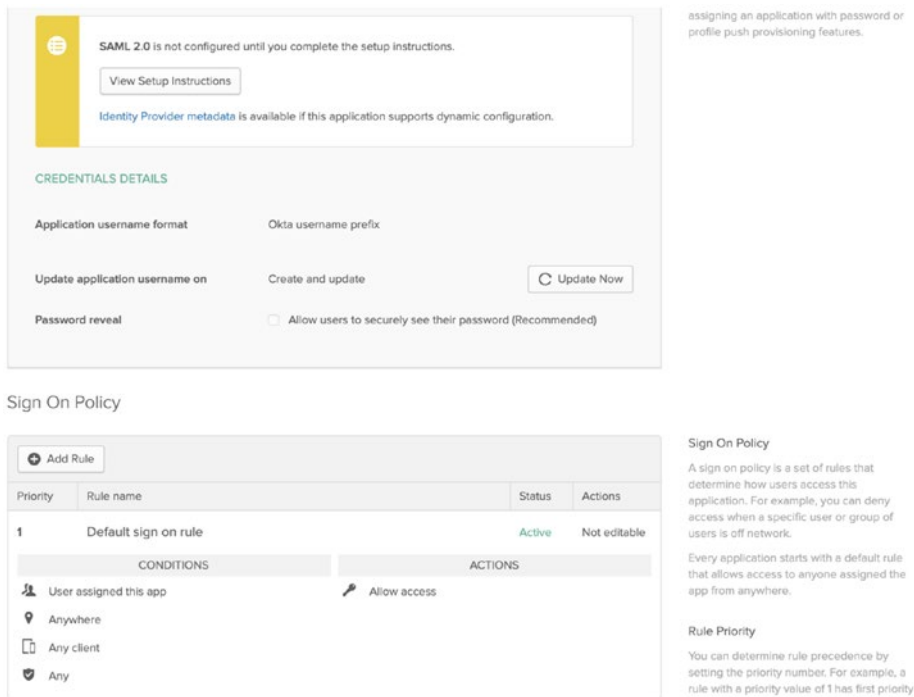 assigning an application with password or
profile push provisioning features.
SAML 2.0 is not configured until you complete the setup instructions.
View Setup Instructions
Identity Provider metadata is available if this application supports dynamic configuration.
CREDENTIALS DETAILS
Application username format Okta username prefix
Update application username on Create and update Update Now
Password reveal Allow users to securely see their password (Recommended)
Sign On Policy
Add Rule
Priority Rule name Status Actions
1 Default sign on rule Active Not editable
CONDITIONS ACTIONS
User assigned this app Allow access
Anywhere
Any client
Any
Sign On Policy
A sign on policy is a set of rules that
determine how users access this
application. For example, you can deny
access when a specific user or group of
users is off network.
Every application starts with a default rule
that allows access to anyone assigned the
app from anywhere.
Rule Priority
You can determine rule precedence by
setting the priority number. For example, a
rule with a priority value of 1 has first priority